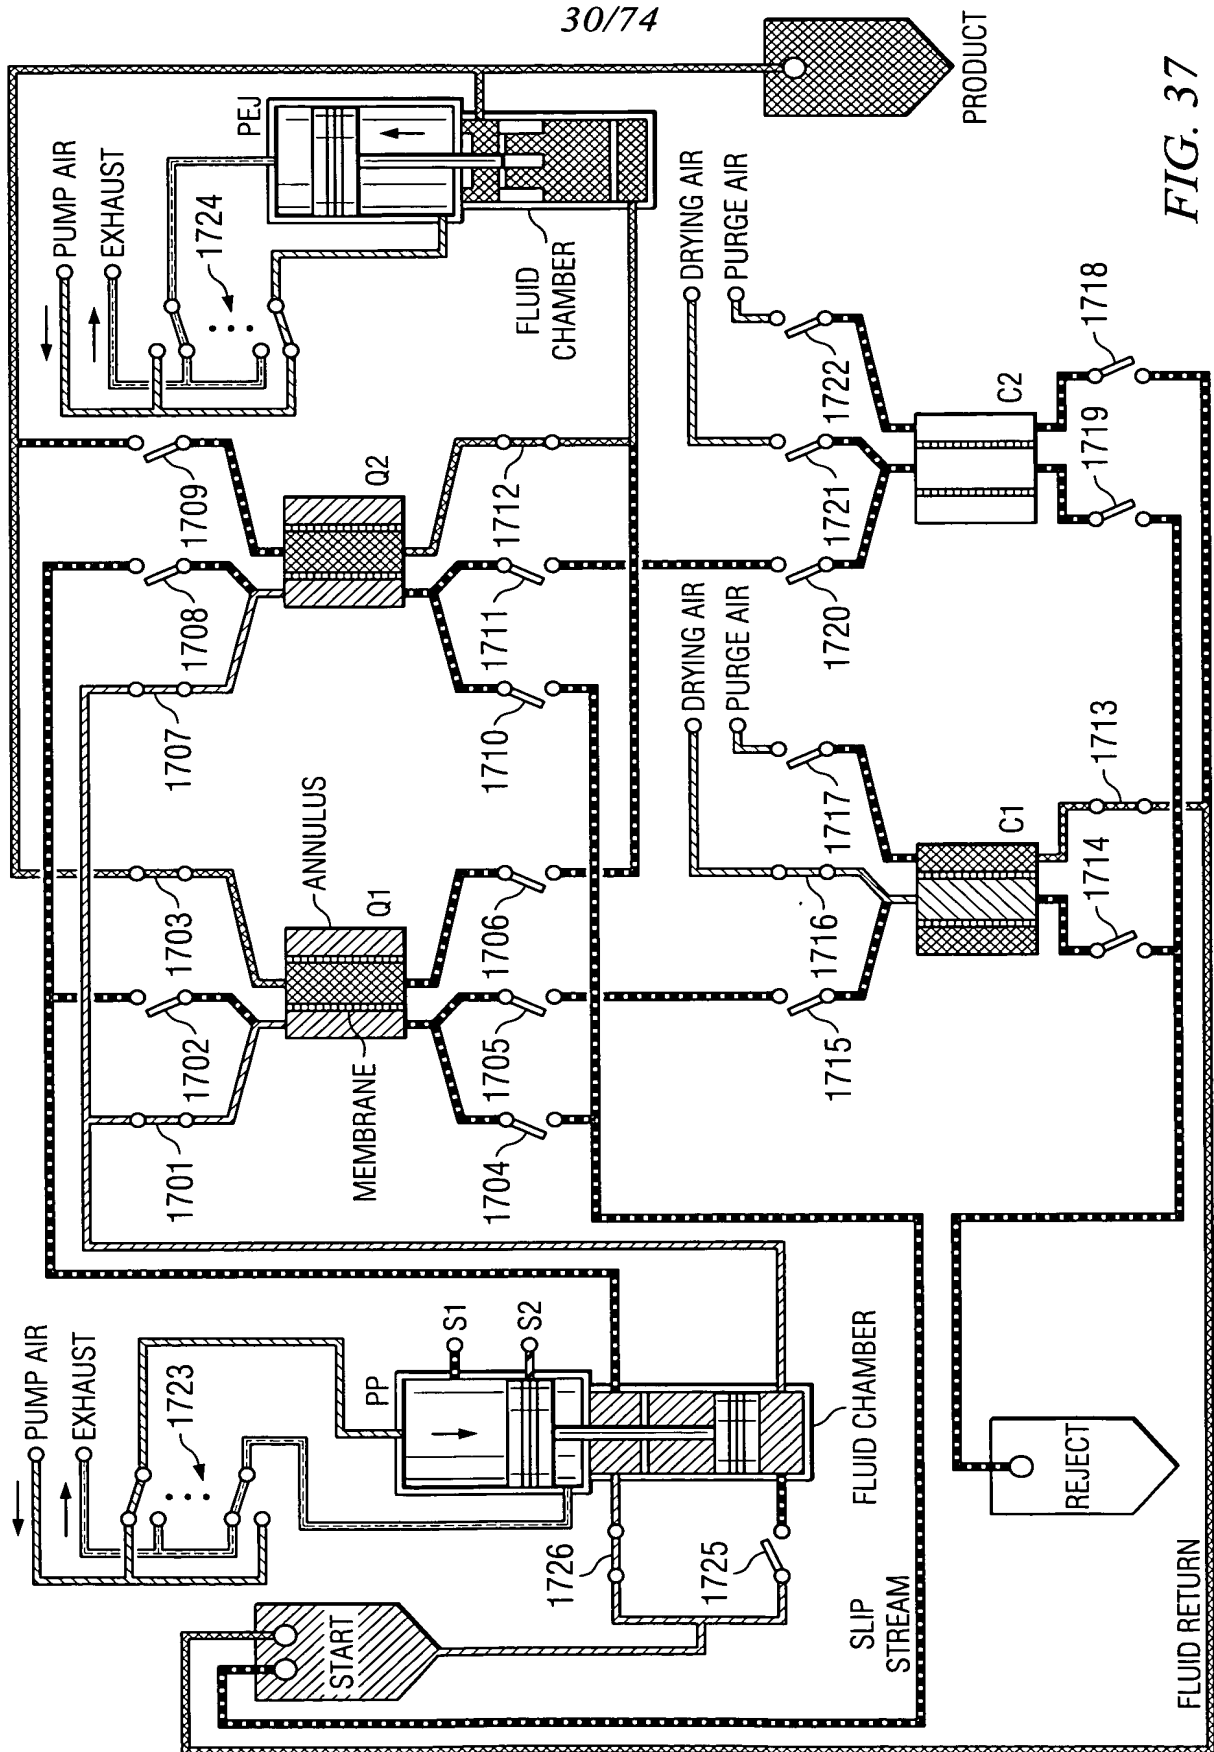 30/74
PUMP AIR
EXHAUST
1723
PP
S1
S2
START
1726
1725
FLUID CHAMBER
SLIP
STREAM
REJECT
FLUID RETURN
1701
1702
1703
MEMBRANE
ANNULUS
Q1
1704
1705
1706
1707
1708
1709
Q2
1710
1711
1712
PUMP AIR
EXHAUST
1724
PEJ
FLUID
CHAMBER
PRODUCT
DRYING AIR
PURGE AIR
1715
1716
1717
C1
1714
1713
DRYING AIR
PURGE AIR
1720
1721
1722
C2
1719
1718
FIG. 37